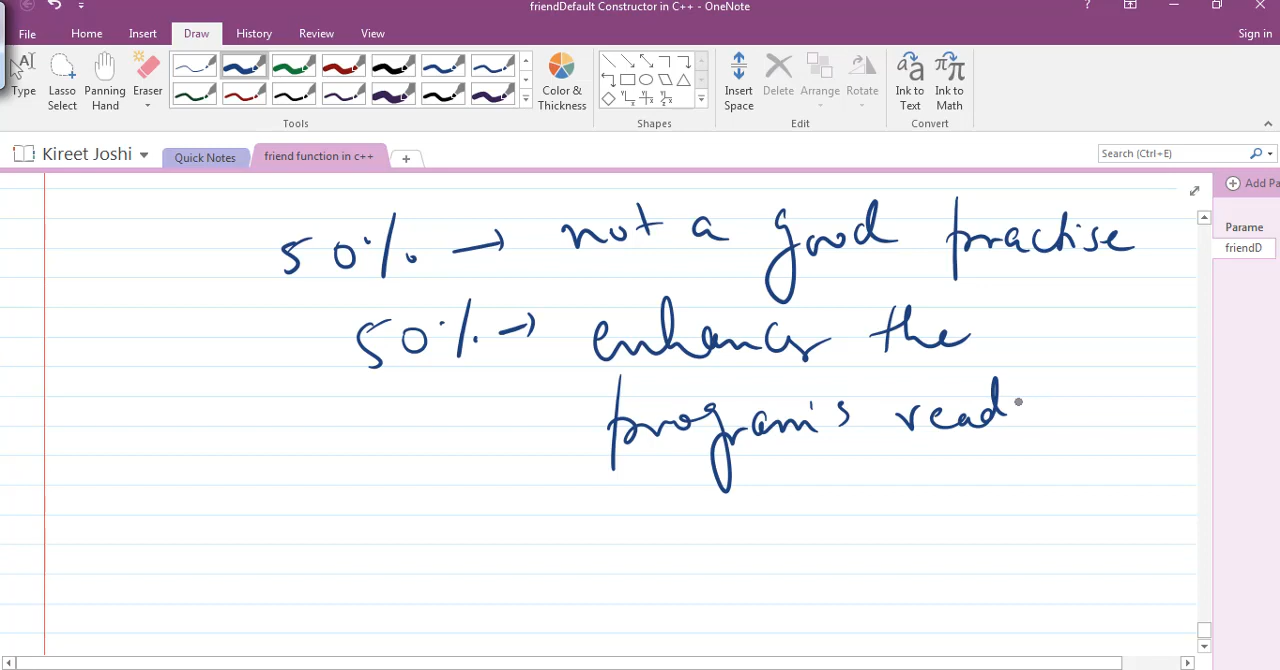 friendDefault Constructor in C++ - OneNote
?
File Home Insert Draw History Review View
Sign in
Type
Lasso Select
Panning Hand
Eraser
Color & Thickness
Insert Space
Delete
Arrange
Rotate
Ink to Text
Ink to Math
Tools
Shapes
Edit
Convert
Kireet Joshi
Quick Notes
friend function in c++
Search (Ctrl+E)
Add Pa
Parame
friendD
50% → not a good practise
50% → enhances the
program's read